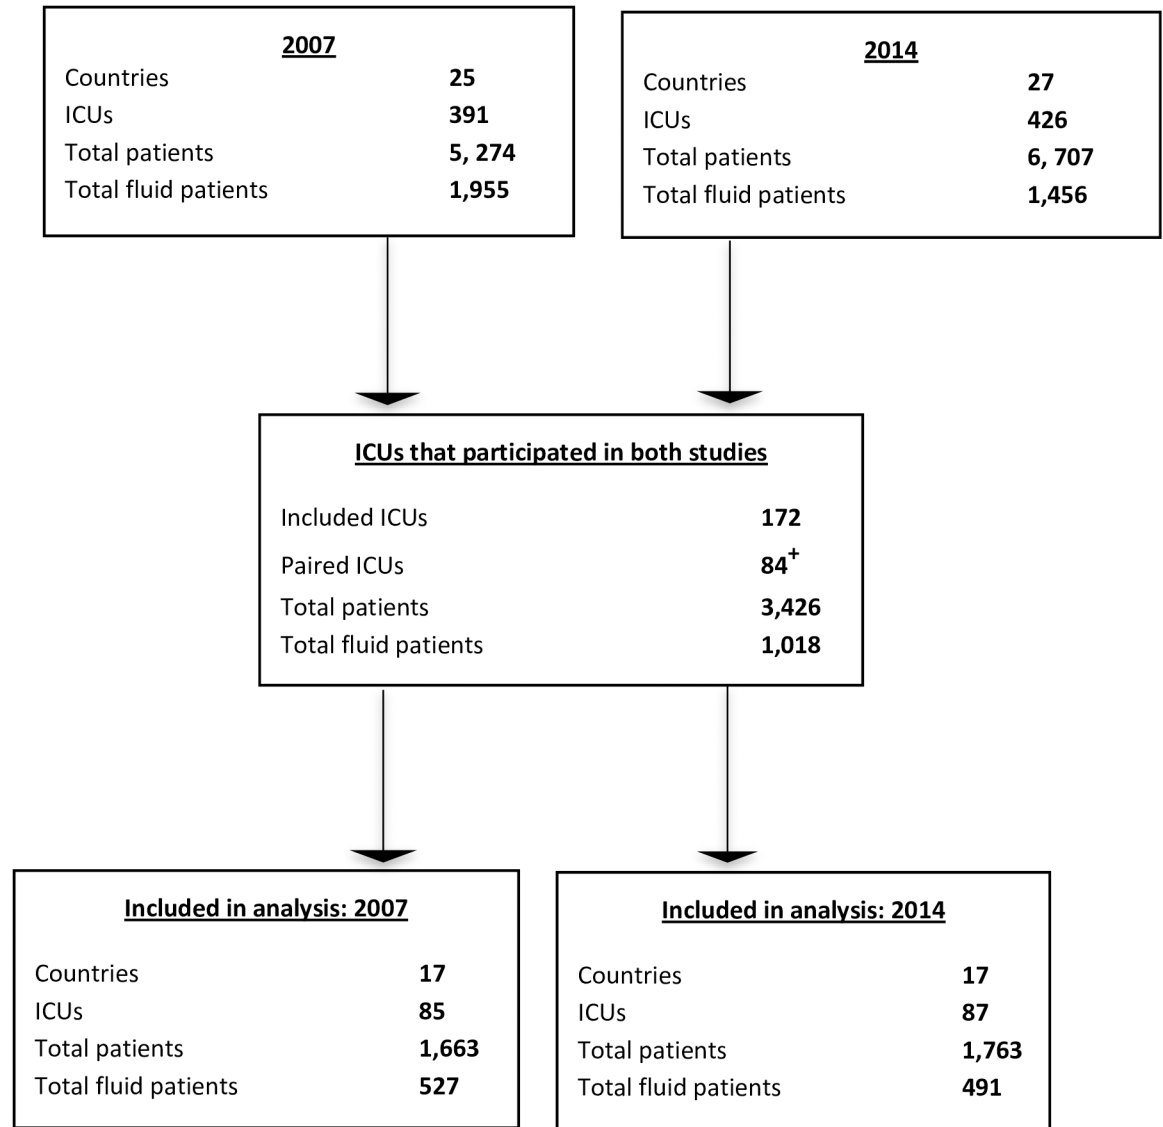 2007
Countries 25
ICUs 391
Total patients 5, 274
Total fluid patients 1,955
2014
Countries 27
ICUs 426
Total patients 6, 707
Total fluid patients 1,456
ICUs that participated in both studies
Included ICUs 172
Paired ICUs 84+
Total patients 3,426
Total fluid patients 1,018
Included in analysis: 2007
Countries 17
ICUs 85
Total patients 1,663
Total fluid patients 527
Included in analysis: 2014
Countries 17
ICUs 87
Total patients 1,763
Total fluid patients 491